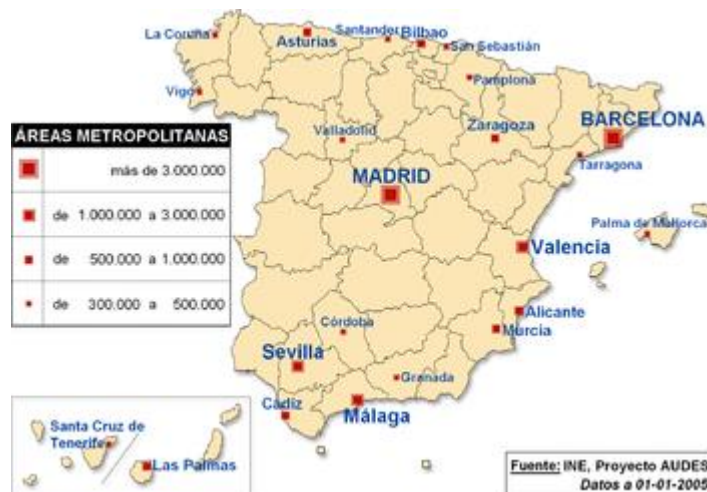 La Coruña
Asturias
Santander
Bilbao
San Sebastián
Vigo
Pamplona
ÁREAS METROPOLITANAS
más de 3.000.000
de 1.000.000 a 3.000.000
de 500.000 a 1.000.000
de 300.000 a 500.000
Valladolid
Zaragoza
BARCELONA
Tarragona
MADRID
Palma de Mallorca
Valencia
Alicante
Murcia
Córdoba
Sevilla
Granada
Cádiz
Málaga
Santa Cruz de
Tenerife
Las Palmas
Fuente: INE, Proyecto AUDES
Datos a 01-01-2005